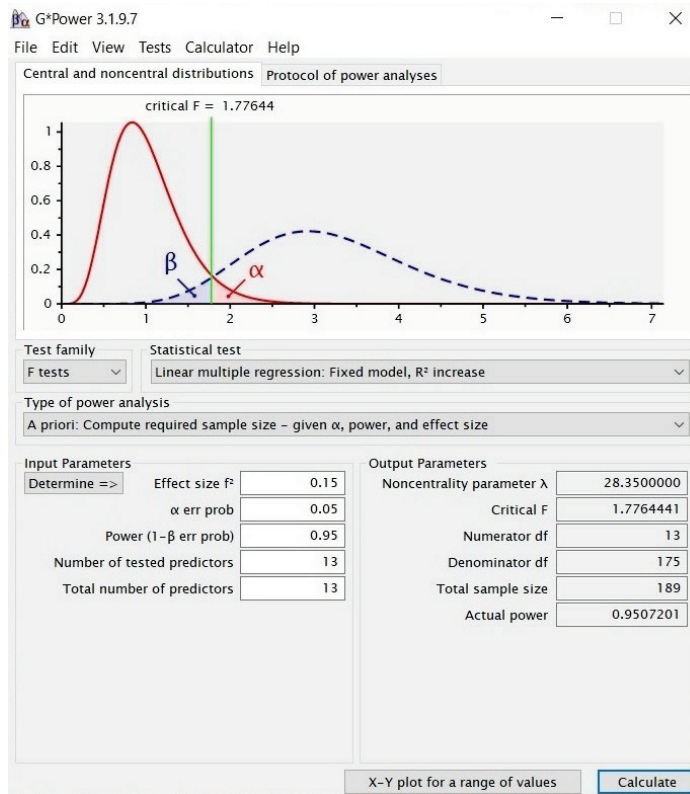 βα G*Power 3.1.9.7
File Edit View Tests Calculator Help
Central and noncentral distributions Protocol of power analyses
critical F = 1.77644
1
0.8
0.6
0.4
0.2
0
β α
0 1 2 3 4 5 6 7
Test family Statistical test
F tests Linear multiple regression: Fixed model, R² increase
Type of power analysis
A priori: Compute required sample size – given α, power, and effect size
Input Parameters Output Parameters
Determine => Effect size f² 0.15 Noncentrality parameter λ 28.3500000
α err prob 0.05 Critical F 1.7764441
Power (1-β err prob) 0.95 Numerator df 13
Number of tested predictors 13 Denominator df 175
Total number of predictors 13 Total sample size 189
Actual power 0.9507201
X-Y plot for a range of values Calculate